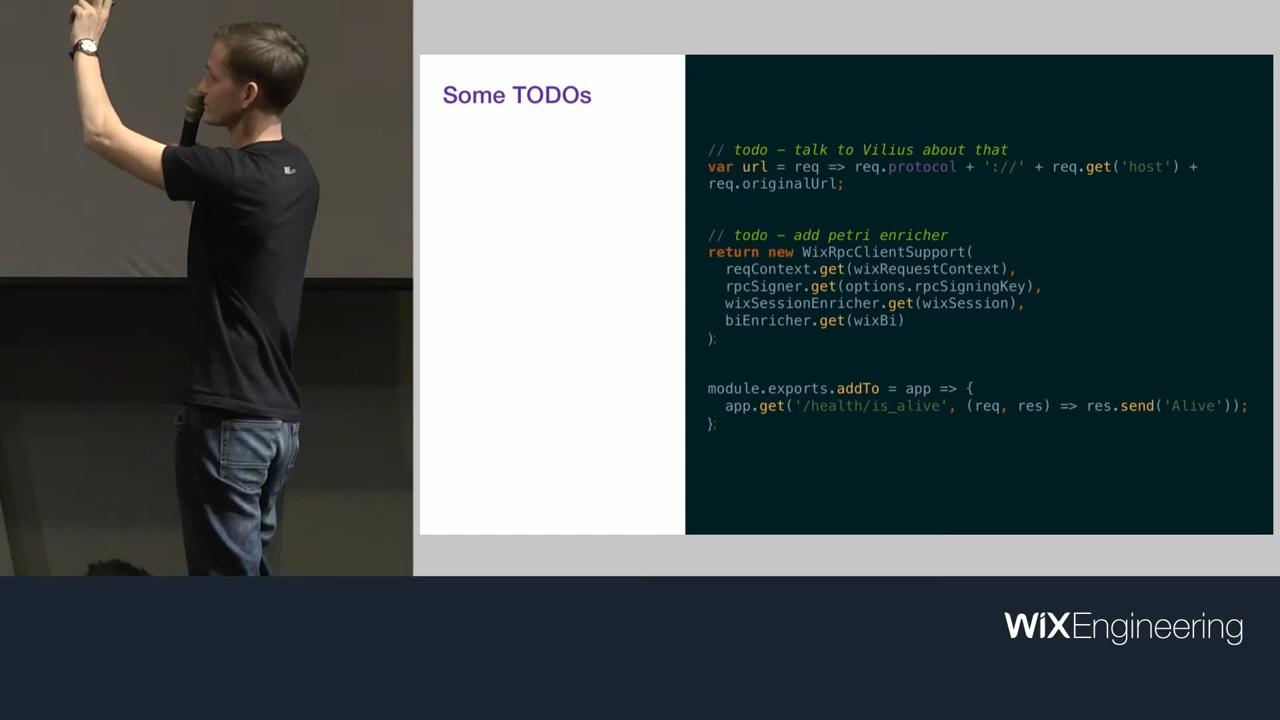 Some TODOs
// todo – talk to Vilius about that
var url = req => req.protocol + '://' + req.get('host') +
req.originalUrl;
// todo – add petri enricher
return new WixRpcClientSupport(
reqContext.get(wixRequestContext),
rpcSigner.get(options.rpcSigningKey),
wixSessionEnricher.get(wixSession),
biEnricher.get(wixBi)
);
module.exports.addTo = app => {
app.get('/health/is_alive', (req, res) => res.send('Alive'));
};
WiXEngineering